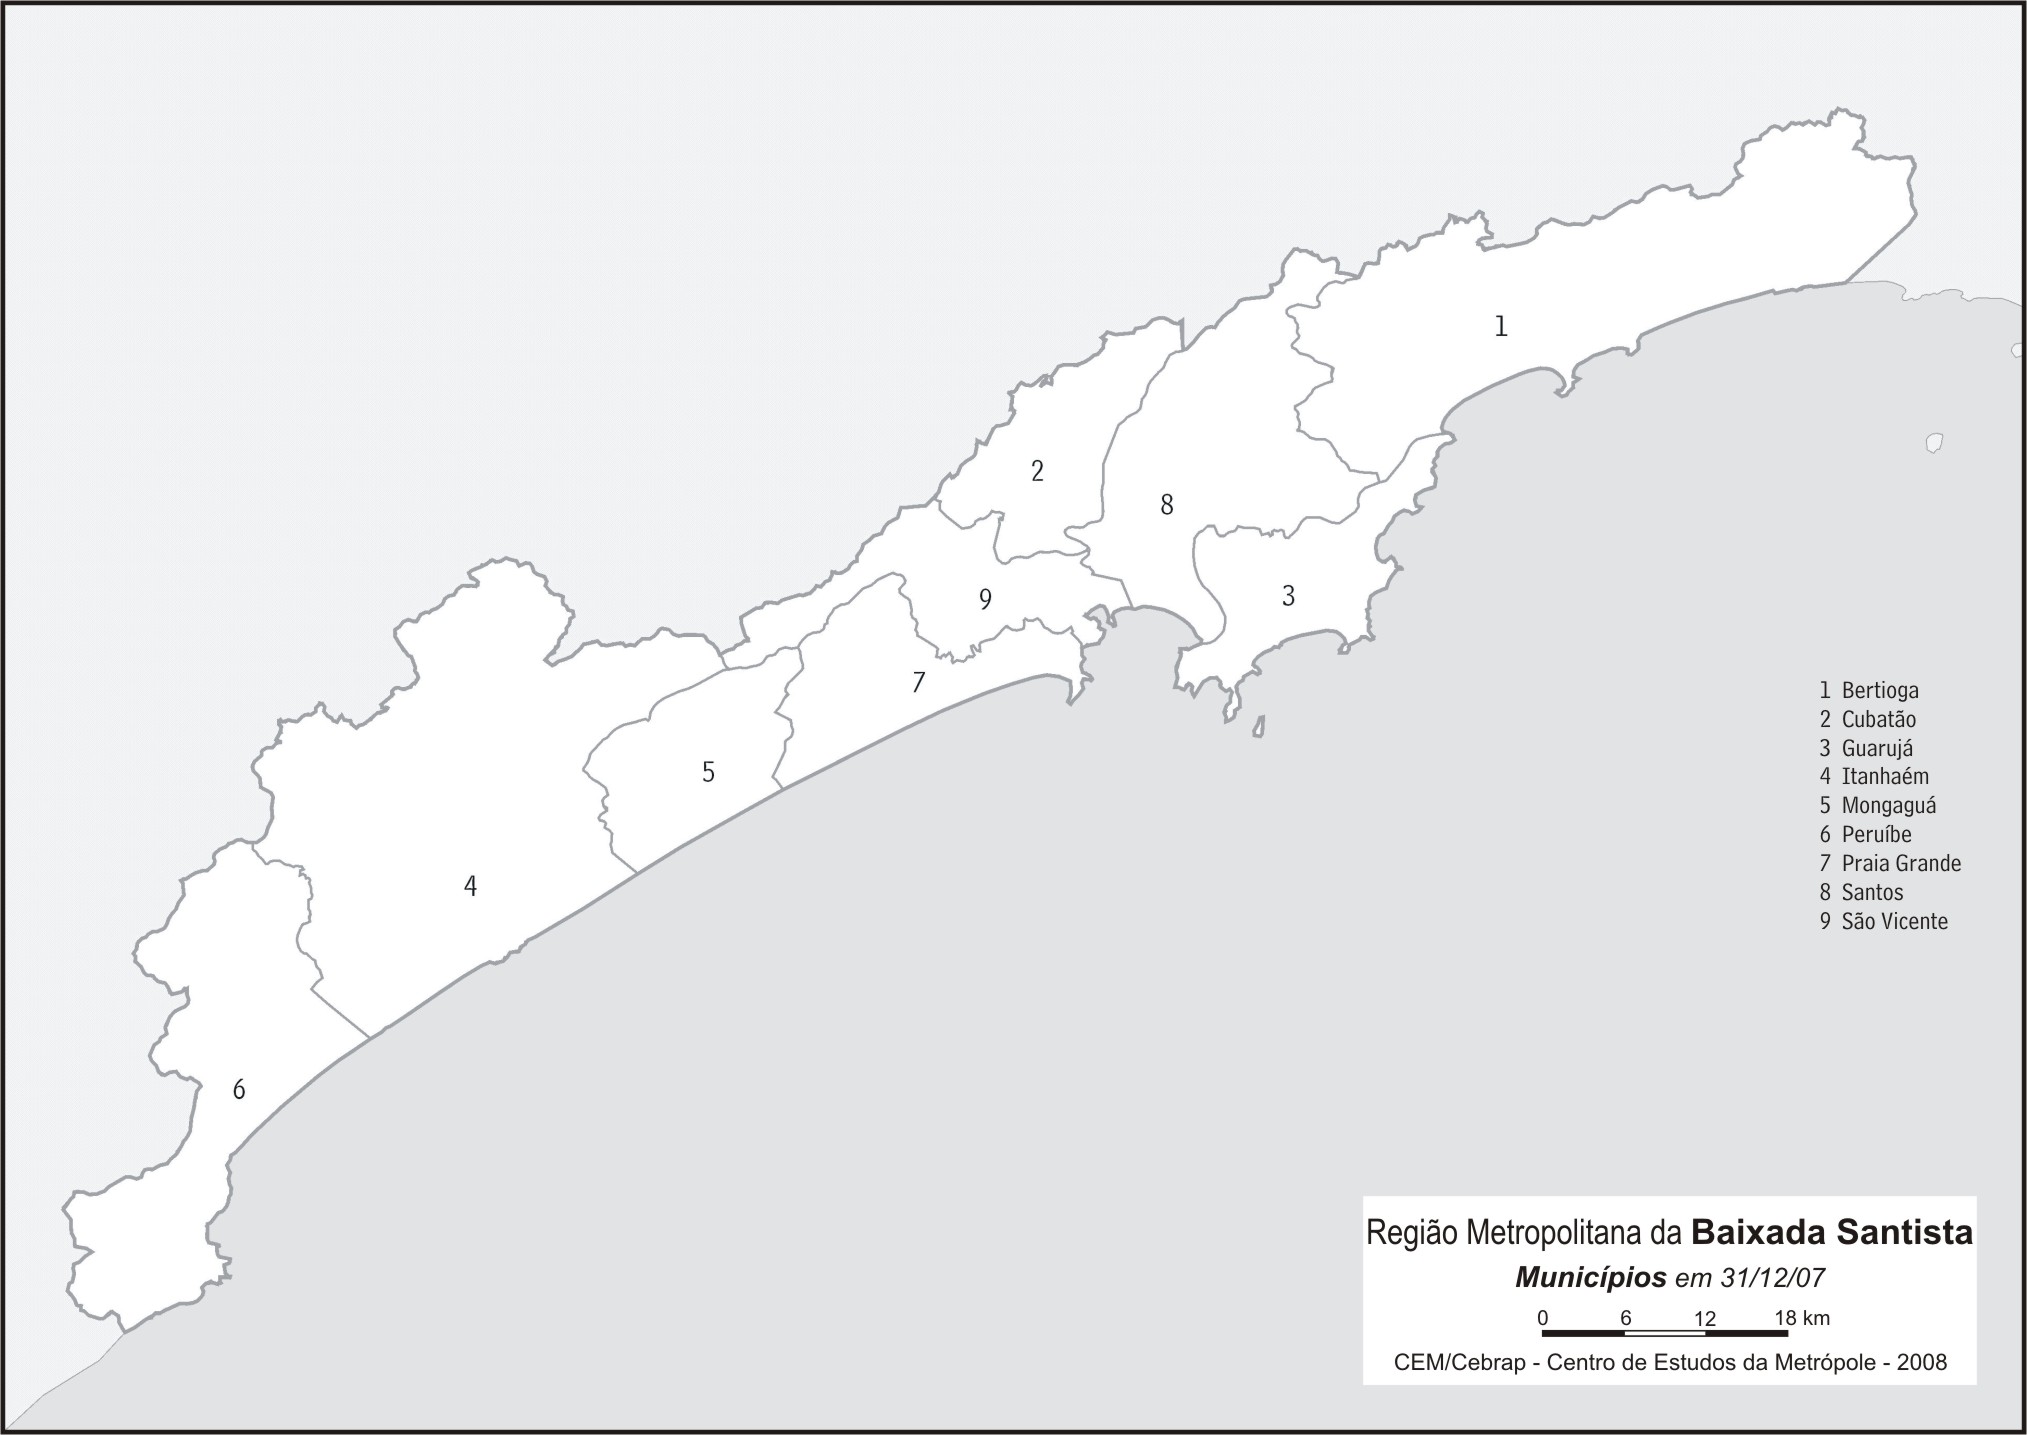 1
2
8
3
9
7
5
4
6
1 Bertioga
2 Cubatão
3 Guarujá
4 Itanhaém
5 Mongaguá
6 Peruíbe
7 Praia Grande
8 Santos
9 São Vicente
Região Metropolitana da Baixada Santista
Municípios em 31/12/07
0 6 12 18 km
CEM/Cebrap - Centro de Estudos da Metrópole - 2008